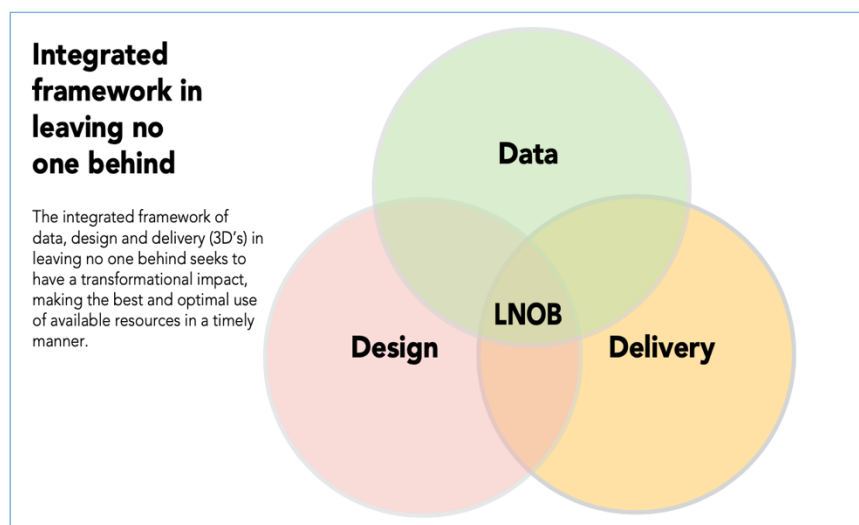 Integrated
framework in
leaving no
one behind
The integrated framework of
data, design and delivery (3D's) in
leaving no one behind seeks to
have a transformational impact,
making the best and optimal use
of available resources in a timely
manner.
Data
LNOB
Design
Delivery